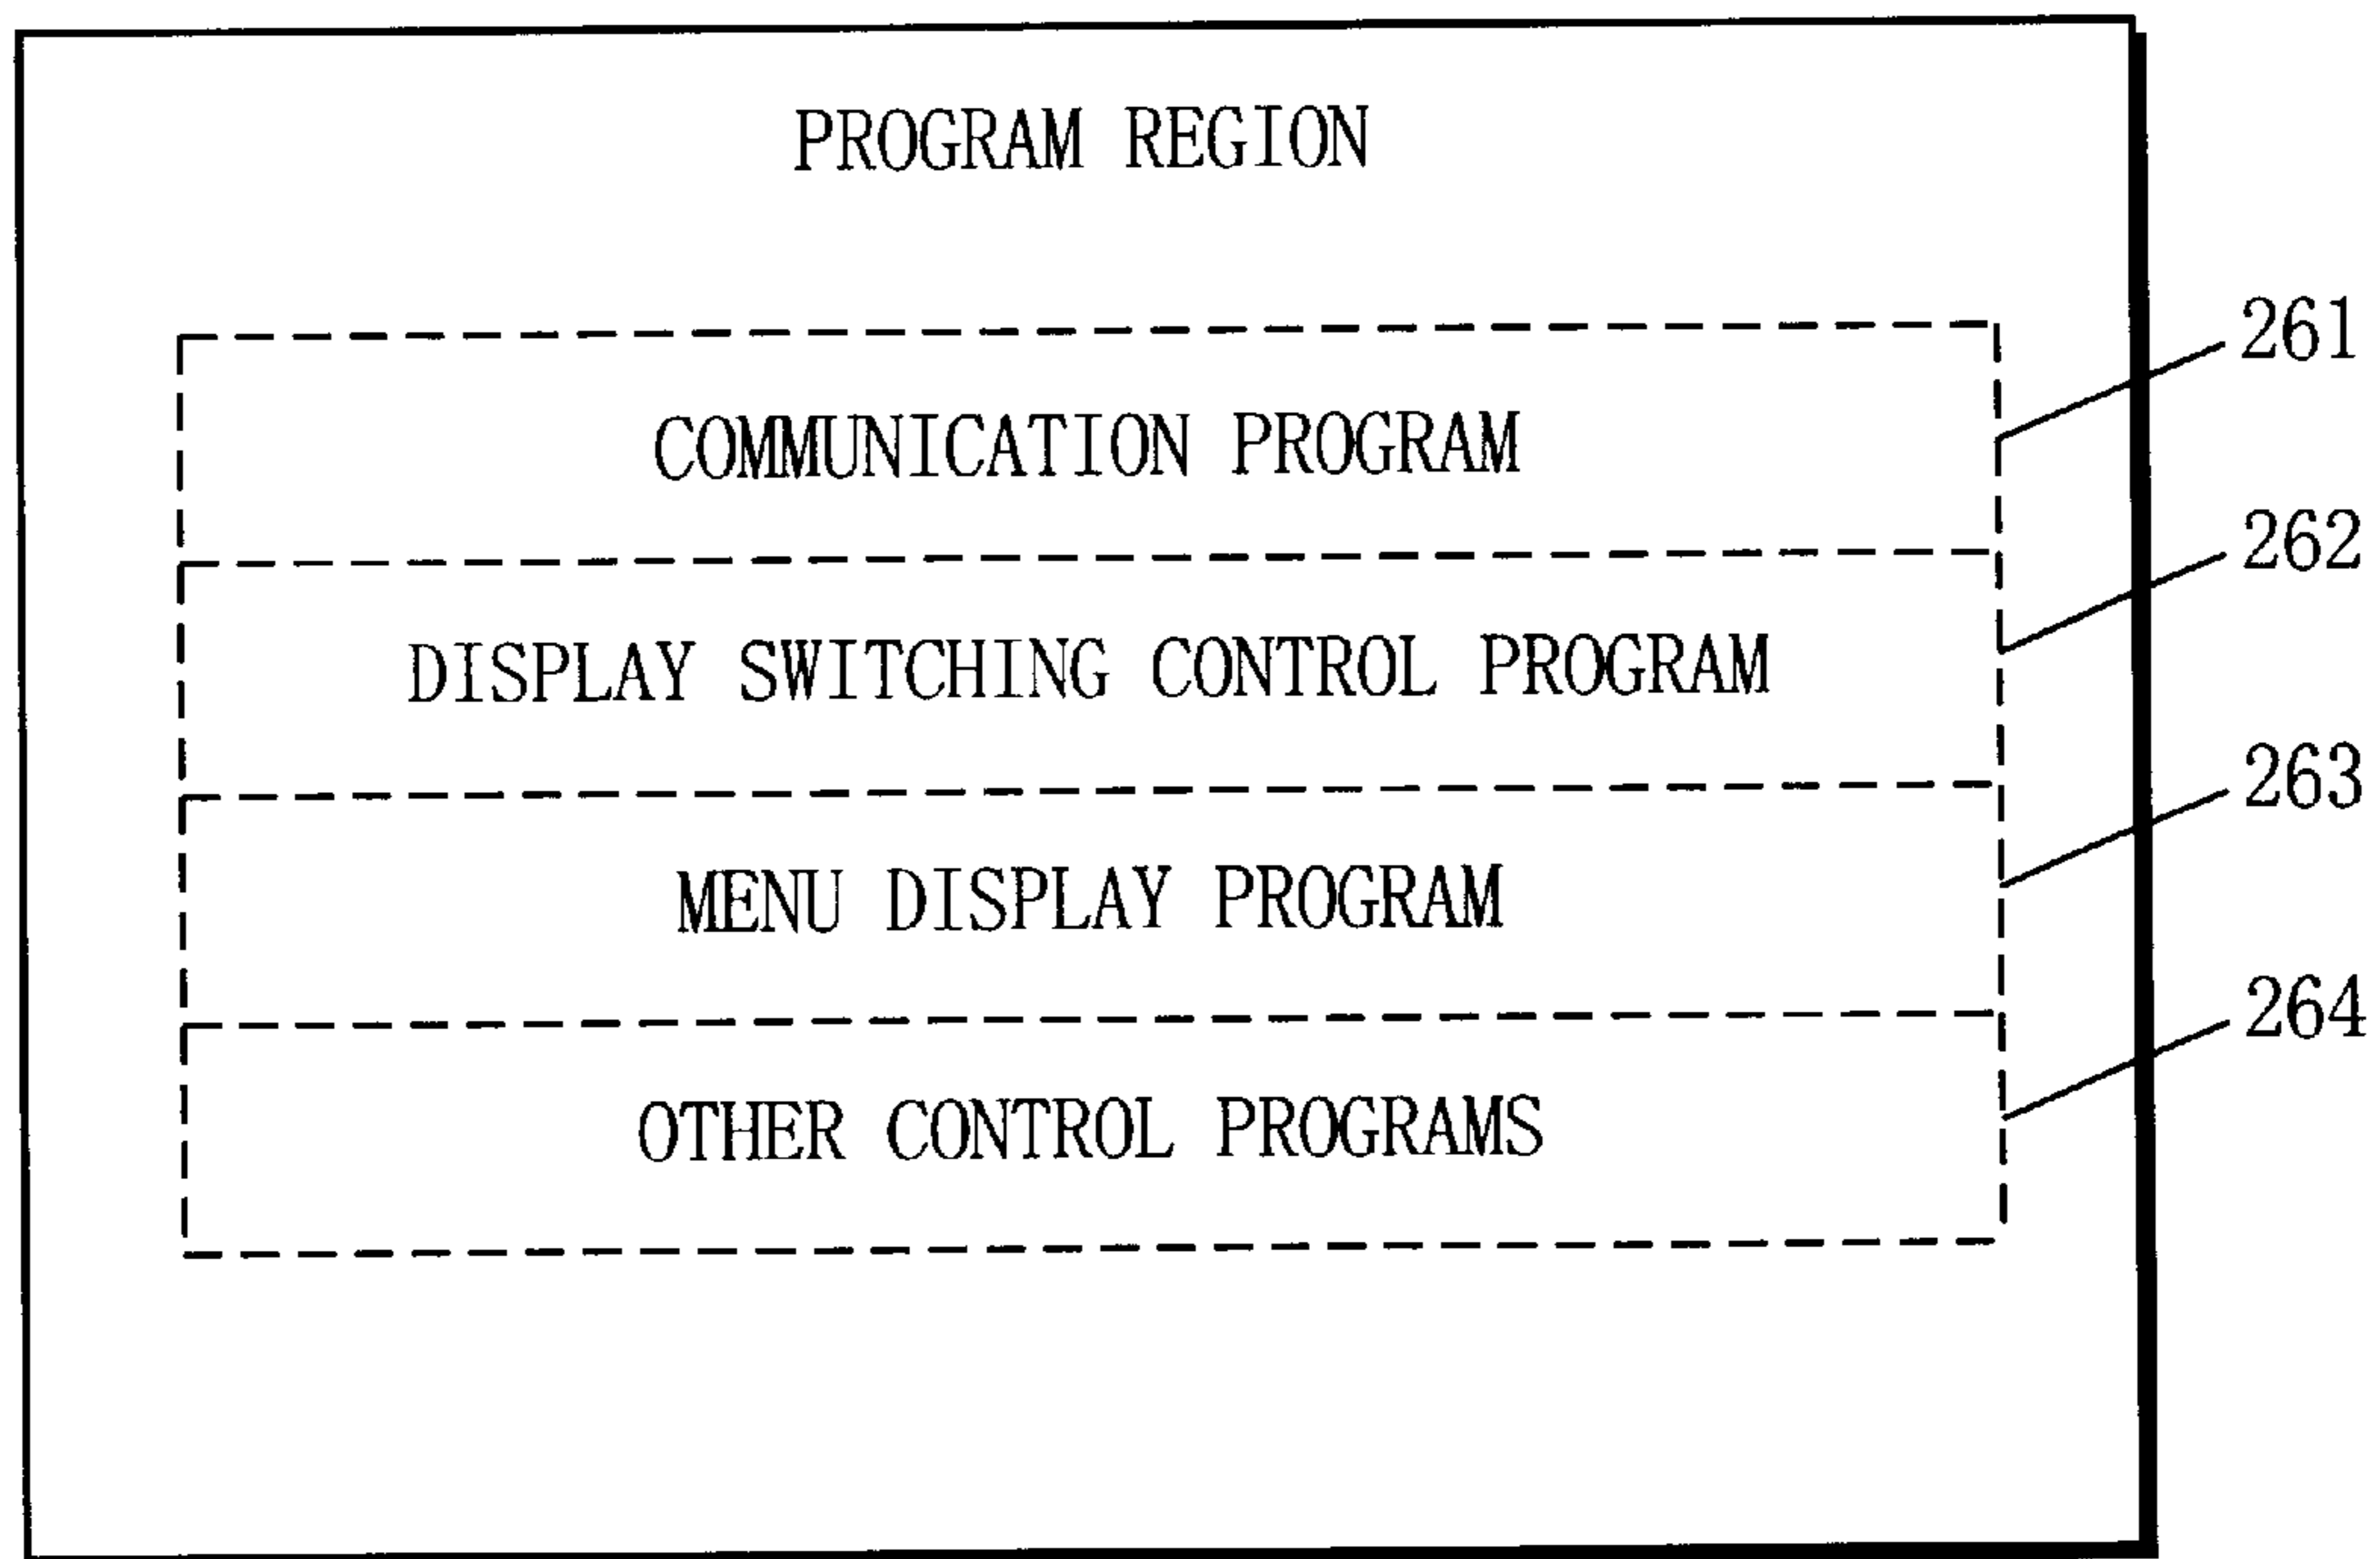 PROGRAM REGION
COMMUNICATION PROGRAM
261
DISPLAY SWITCHING CONTROL PROGRAM
262
MENU DISPLAY PROGRAM
263
OTHER CONTROL PROGRAMS
264